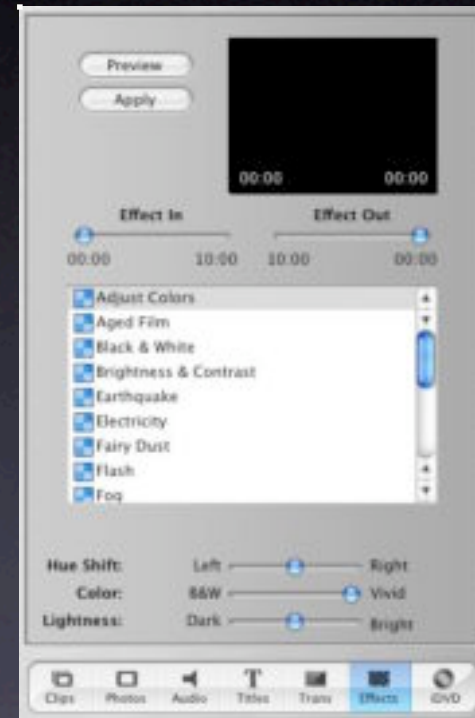 Preview
Apply
00:00 00:00
Effect In Effect Out
00:00 10:00 10:00 00:00
Adjust Colors
Aged Film
Black & White
Brightness & Contrast
Earthquake
Electricity
Fairy Dust
Flash
Fog
Hue Shift: Left Right
Color: B&W Vivid
Lightness: Dark Bright
Clips Photos Audio Titles Trans Effects iDVD